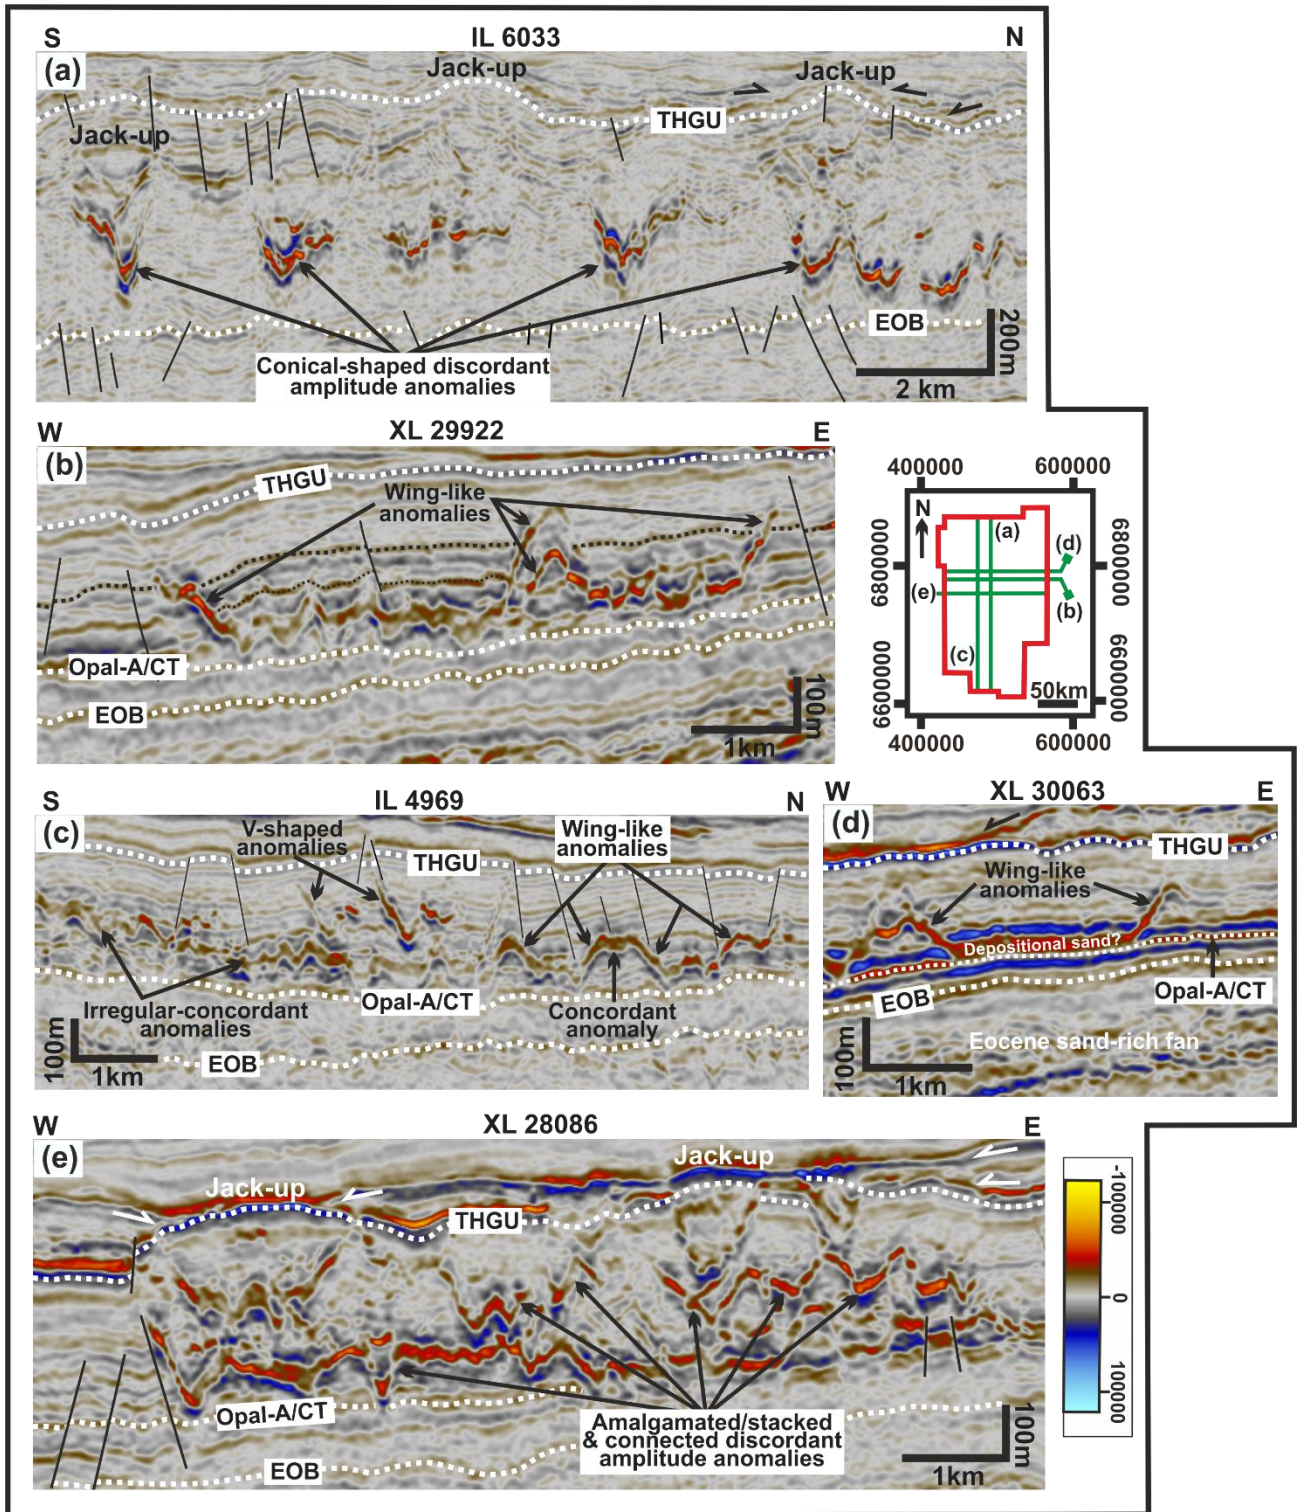 S IL 6033 N
(a)
Jack-up
Jack-up
THGU
Jack-up
EOB
200m
2 km
Conical-shaped discordant
amplitude anomalies
W XL 29922 E
(b)
THGU
Wing-like
anomalies
Opal-A/CT
EOB
100m
1km
400000 600000
N
(a)
(d)
6800000
6800000
(e)
(b)
(c)
6600000
6600000
50km
400000 600000
S IL 4969 N
(c)
V-shaped
anomalies
THGU
Wing-like
anomalies
Irregular-concordant
anomalies
Opal-A/CT
Concordant
anomaly
100m
1km
EOB
W XL 30063 E
(d)
THGU
Wing-like
anomalies
Depositional sand?
EOB
Opal-A/CT
Eocene sand-rich fan
100m
1km
W XL 28086 E
(e)
Jack-up
Jack-up
THGU
Opal-A/CT
EOB
Amalgamated/stacked
& connected discordant
amplitude anomalies
100m
1km
-100000
0
100000